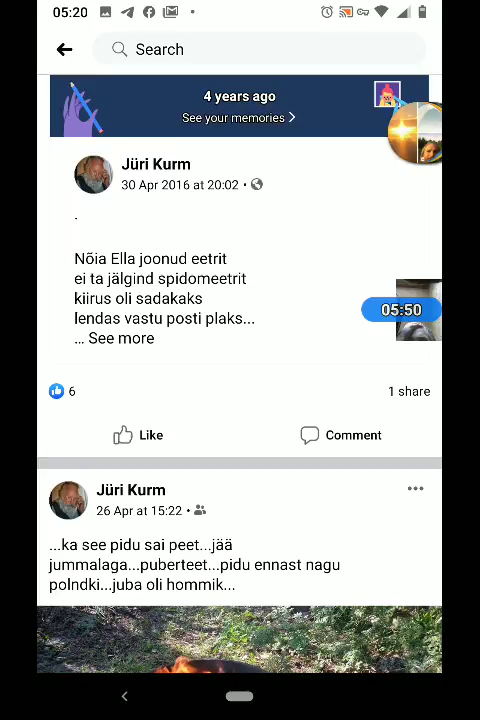 05:20
Search
4 years ago
See your memories
Jüri Kurm
30 Apr 2016 at 20:02 •
.
Nõia Ella joonud eetrit
ei ta jälgind spidomeetrit
kiirus oli sadakaks
lendas vastu posti plaks...
... See more
05:50
6
1 share
Like
Comment
Jüri Kurm
26 Apr at 15:22 •
...ka see pidu sai peet...jää
jummalaga...puberteet...pidu ennast nagu
polndki...juba oli hommik...